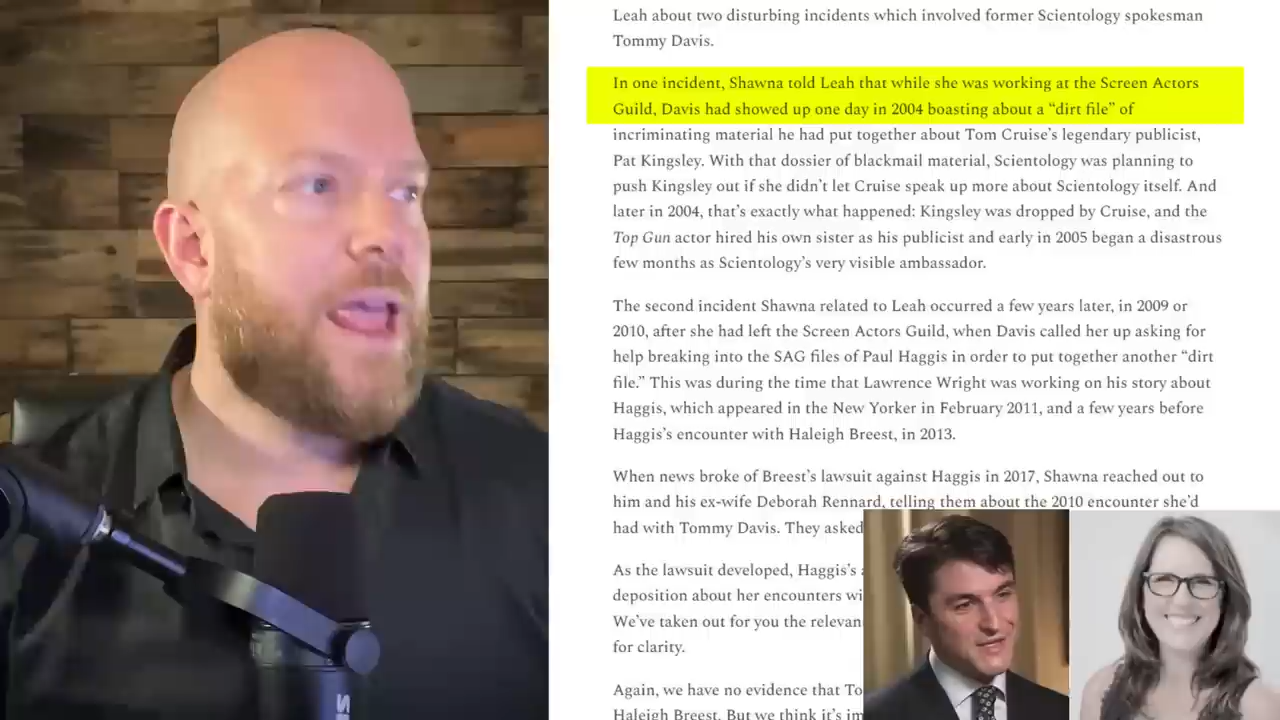 Leah about two disturbing incidents which involved former Scientology spokesman
Tommy Davis.
In one incident, Shawna told Leah that while she was working at the Screen Actors
Guild, Davis had showed up one day in 2004 boasting about a “dirt file” of
incriminating material he had put together about Tom Cruise’s legendary publicist,
Pat Kingsley. With that dossier of blackmail material, Scientology was planning to
push Kingsley out if she didn’t let Cruise speak up more about Scientology itself. And
later in 2004, that’s exactly what happened: Kingsley was dropped by Cruise, and the
Top Gun actor hired his own sister as his publicist and early in 2005 began a disastrous
few months as Scientology’s very visible ambassador.
The second incident Shawna related to Leah occurred a few years later, in 2009 or
2010, after she had left the Screen Actors Guild, when Davis called her up asking for
help breaking into the SAG files of Paul Haggis in order to put together another “dirt
file.” This was during the time that Lawrence Wright was working on his story about
Haggis, which appeared in the New Yorker in February 2011, and a few years before
Haggis’s encounter with Haleigh Breest, in 2013.
When news broke of Breest’s lawsuit against Haggis in 2017, Shawna reached out to
him and his ex-wife Deborah Rennard, telling them about the 2010 encounter she’d
had with Tommy Davis. They asked
As the lawsuit developed, Haggis’s
deposition about her encounters wi
We’ve taken out for you the relevan
for clarity.
Again, we have no evidence that To
Haleigh Breest. But we think it’s im